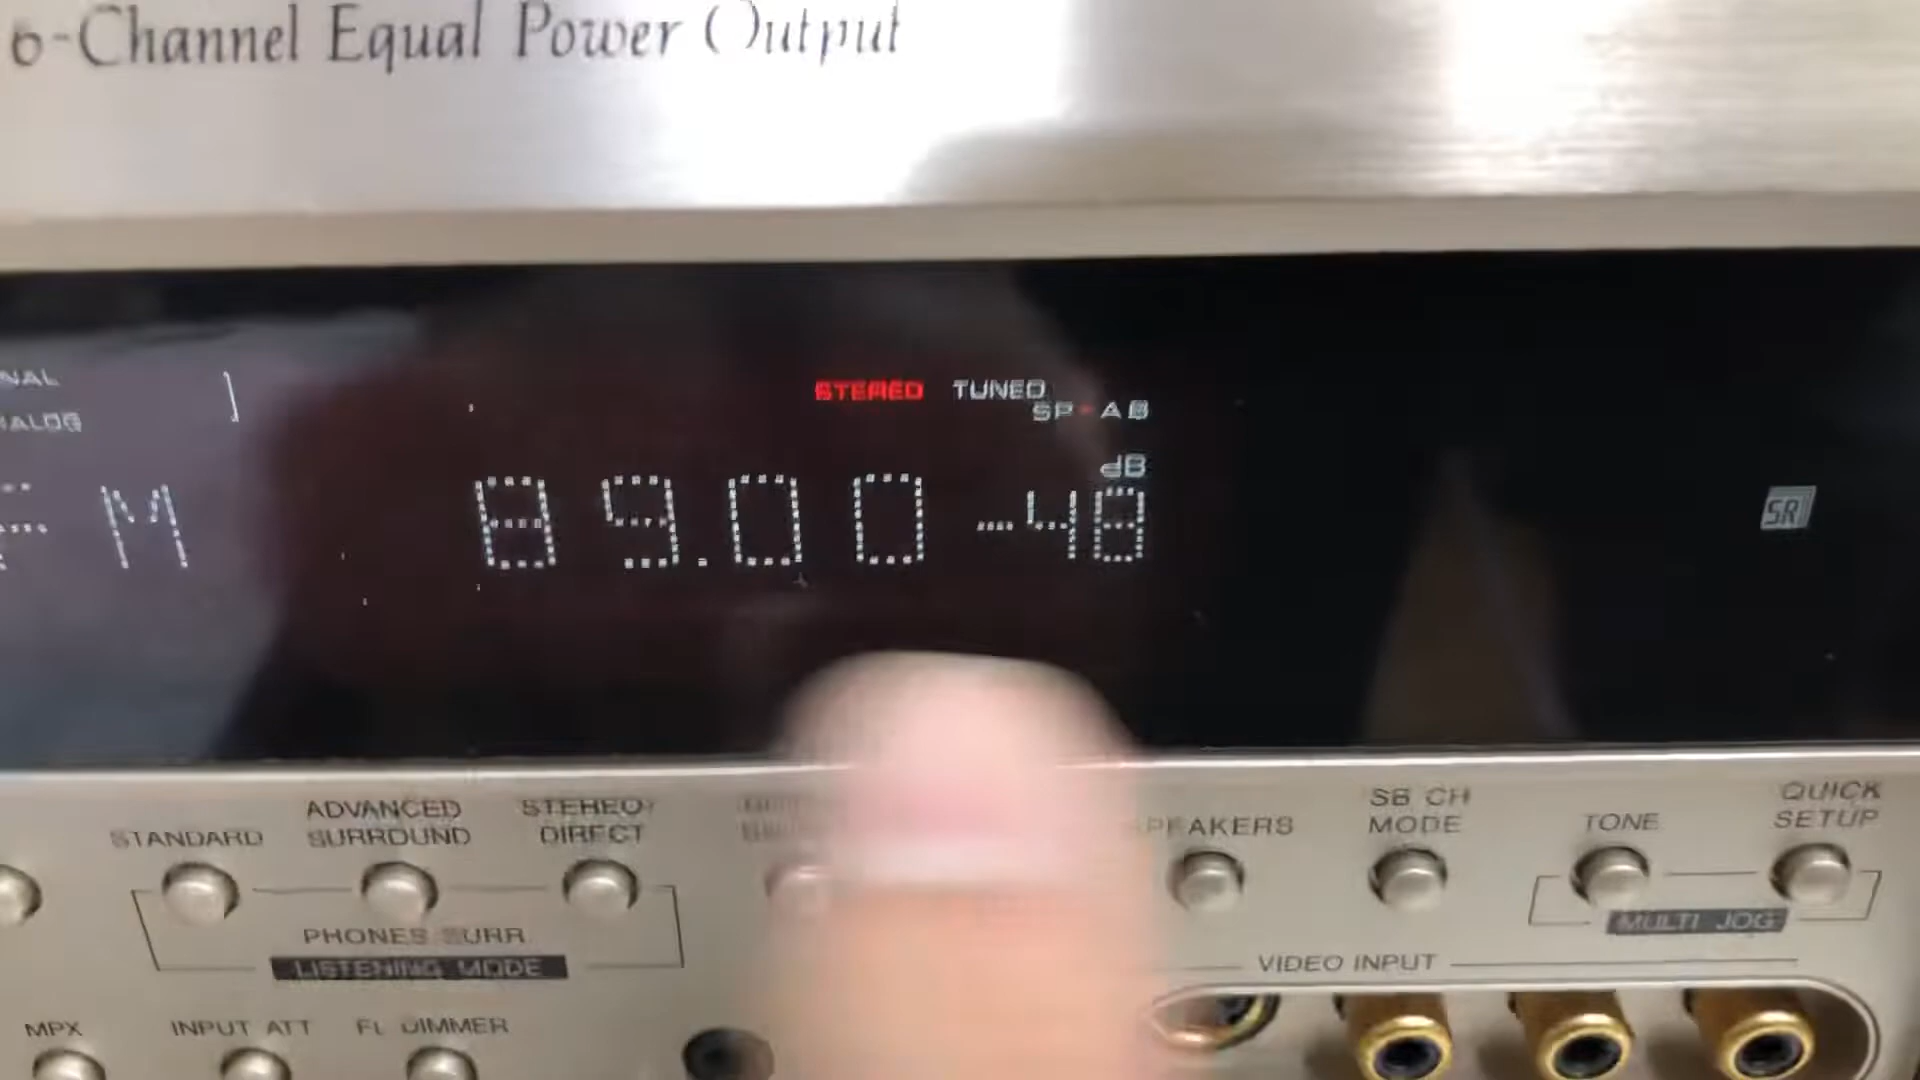 6-Channel Equal Power Output
NAL
STEREO TUNED
SP AB
ALOG
dB
FM 89.00 -48
SR
STANDARD
ADVANCED
SURROUND
STEREO/
DIRECT
SPEAKERS
SB CH
MODE
TONE
QUICK
SETUP
PHONES SURR
LISTENING MODE
MULTI JOG
VIDEO INPUT
MPX
INPUT ATT
FL DIMMER